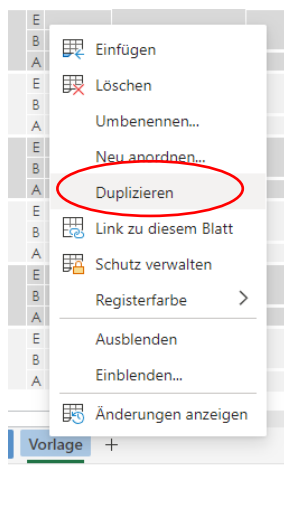 E
B
A
E
B
A
E
B
A
E
B
A
E
B
A
E
B
A
Einfügen
Löschen
Umbenennen...
Neu anordnen...
Duplizieren
Link zu diesem Blatt
Schutz verwalten
Registerfarbe >
Ausblenden
Einblenden...
Änderungen anzeigen
Vorlage +